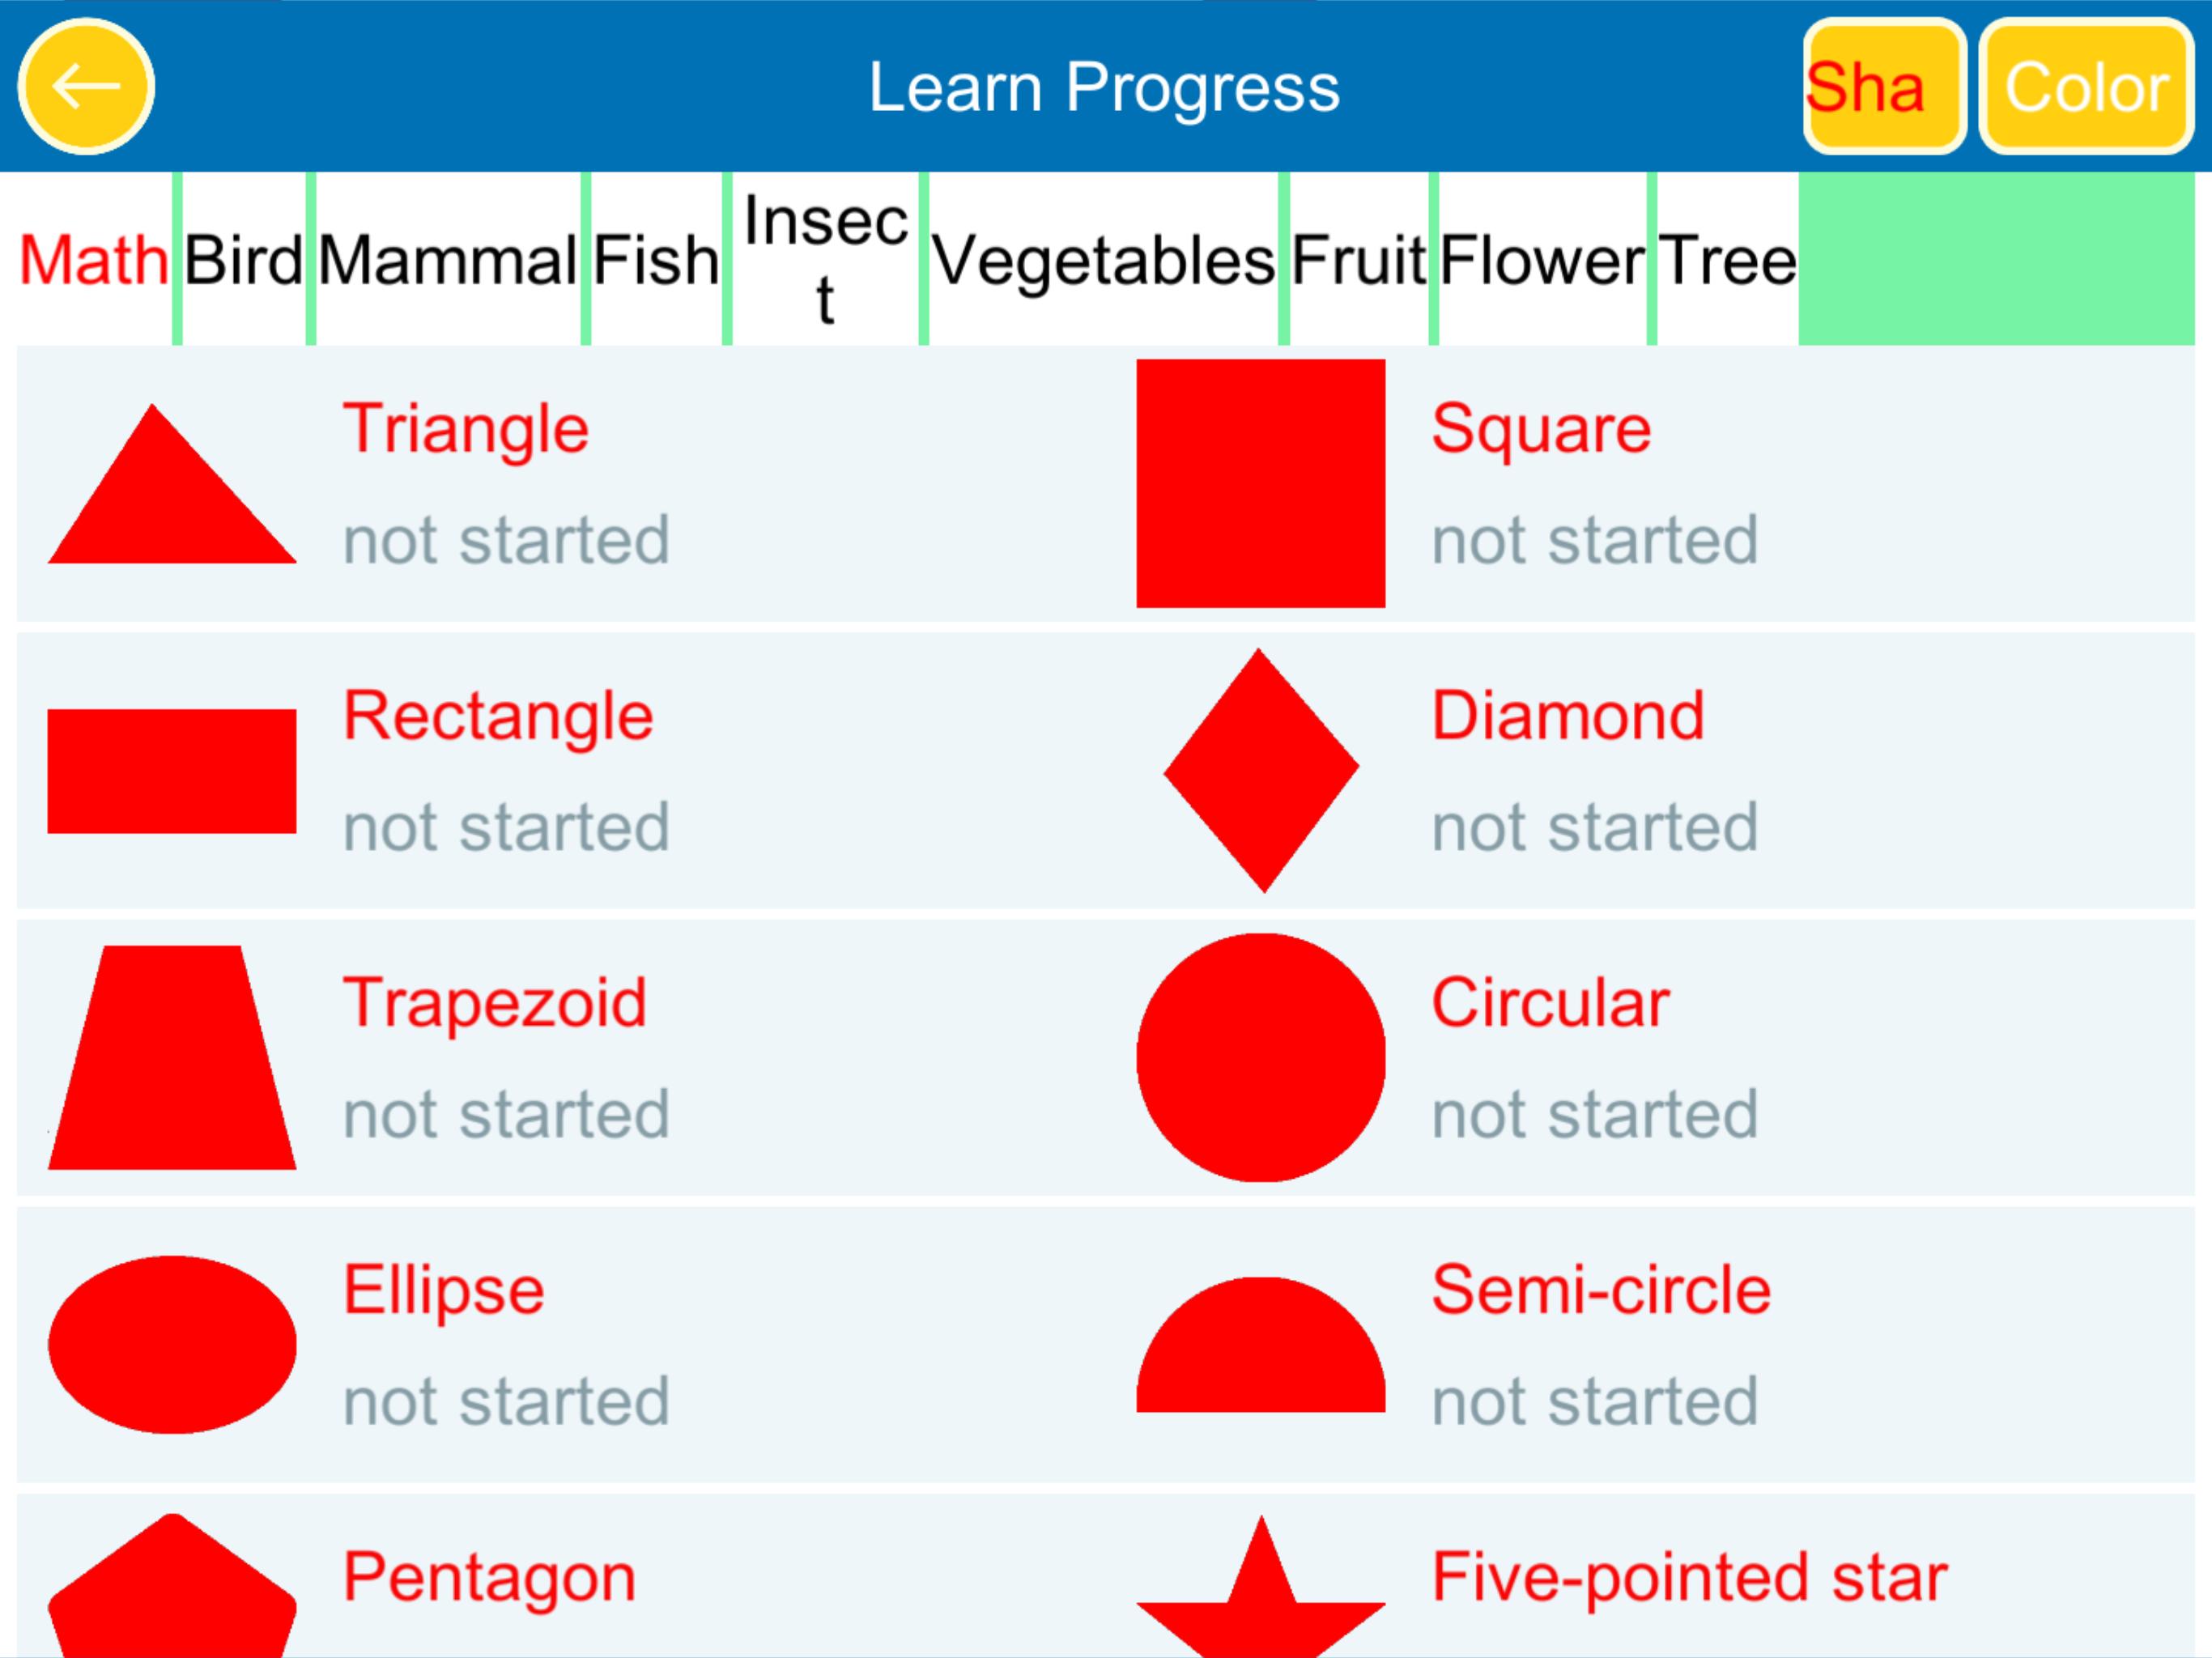 Learn Progress
Sha
Color
Math
Bird
Mammal
Fish
Insec
t
Vegetables
Fruit
Flower
Tree
Triangle
not started
Square
not started
Rectangle
not started
Diamond
not started
Trapezoid
not started
Circular
not started
Ellipse
not started
Semi-circle
not started
Pentagon
Five-pointed star